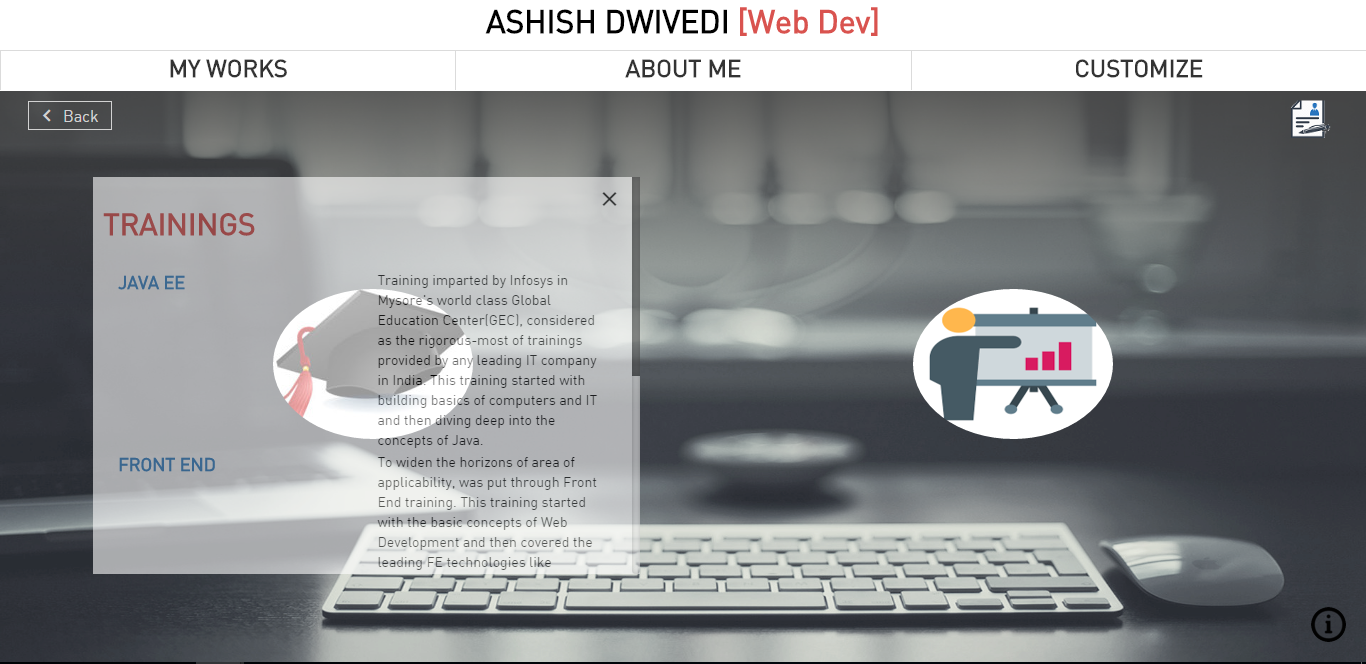 ASHISH DWIVEDI [Web Dev]
MY WORKS
ABOUT ME
CUSTOMIZE
Back
TRAININGS
JAVA EE
Training imparted by Infosys in
Mysore's world class Global
Education Center(GEC), considered
as the rigorous-most of trainings
provided by any leading IT company
in India. This training started with
building basics of computers and IT
and then diving deep into the
concepts of Java.
FRONT END
To widen the horizons of area of
applicability, was put through Front
End training. This training started
with the basic concepts of Web
Development and then covered the
leading FE technologies like